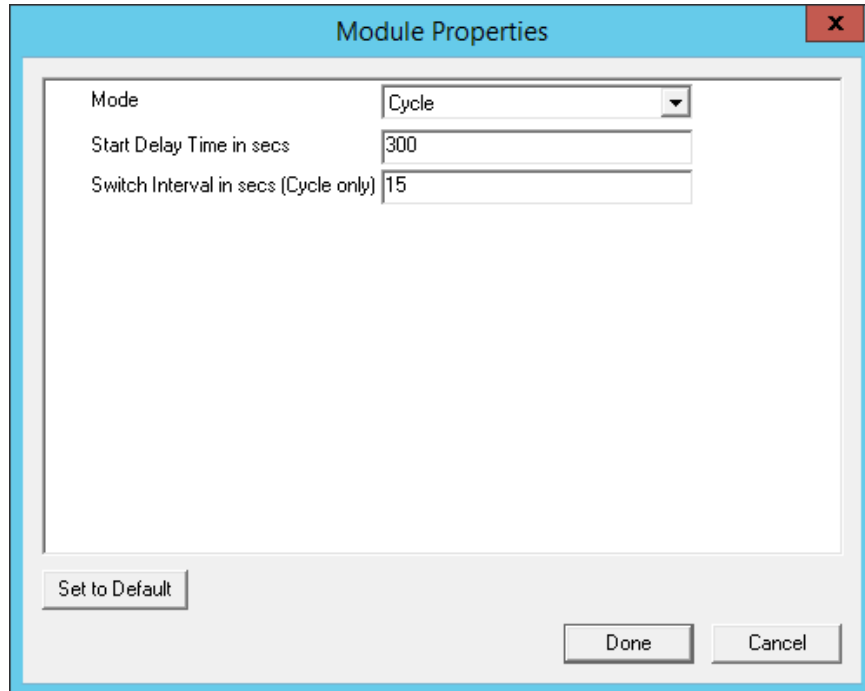 Module Properties
x
Mode Cycle
Start Delay Time in secs 300
Switch Interval in secs (Cycle only) 15
Set to Default
Done Cancel